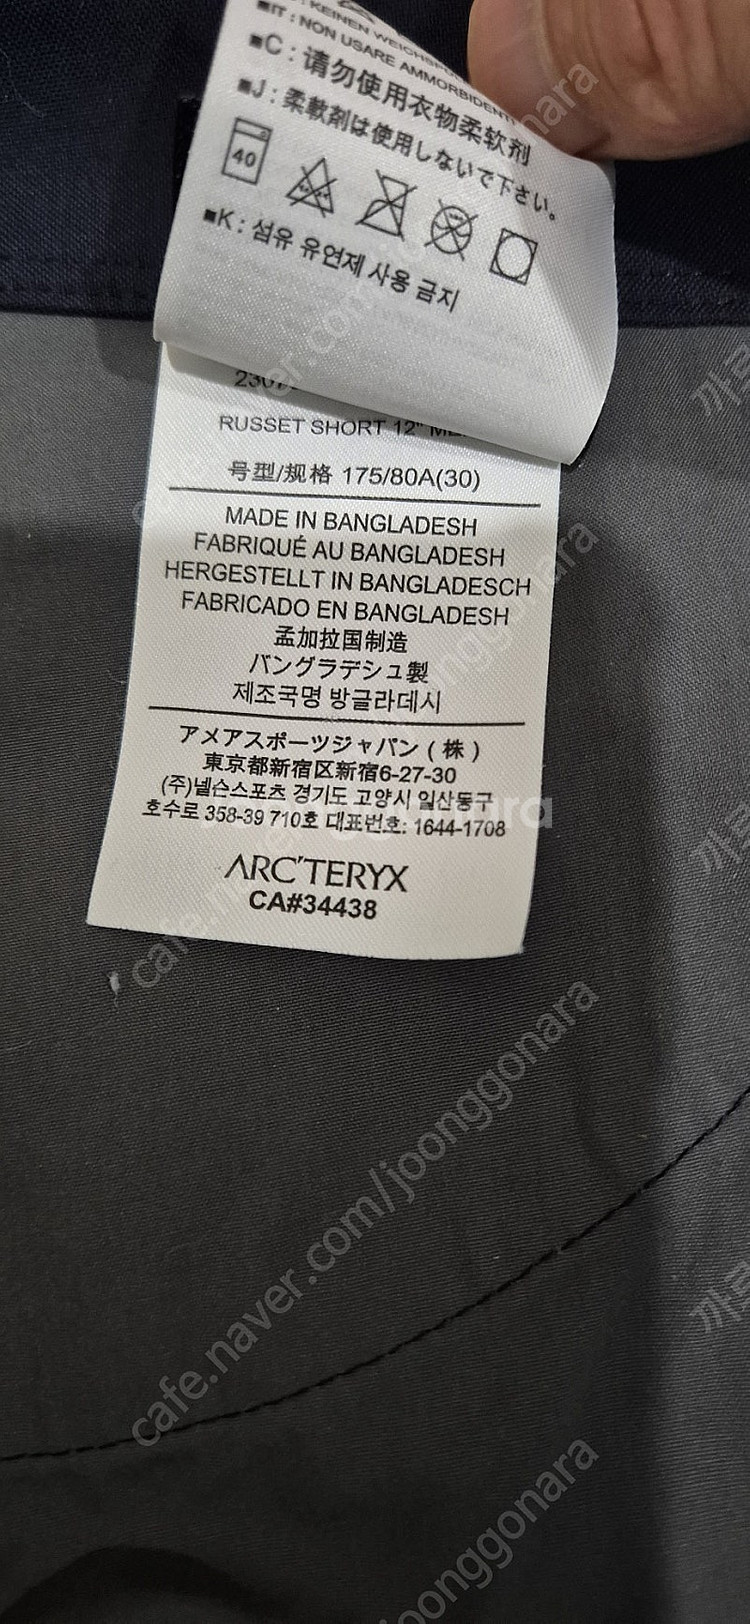 KEINEN WEICHSPÜ
■IT : NON USARE AMMORBIDENTI
■C : 请勿使用衣物柔软剂
■J : 柔軟剤は使用しないで下さい。
40
■K : 섬유 유연제 사용 금지
RUSSET SHORT 12"
号型/规格 175/80A(30)
MADE IN BANGLADESH
FABRIQUÉ AU BANGLADESH
HERGESTELLT IN BANGLADESCH
FABRICADO EN BANGLADESH
孟加拉国制造
バングラデシュ製
제조국명 방글라데시
アメアスポーツジャパン ( 株 )
東京都新宿区新宿6-27-30
(주)넬슨스포츠 경기도 고양시 일산동구
호수로 358-39 710호 대표번호: 1644-1708
ARC'TERYX
CA#34438
cafe.naver.com/joonggonara